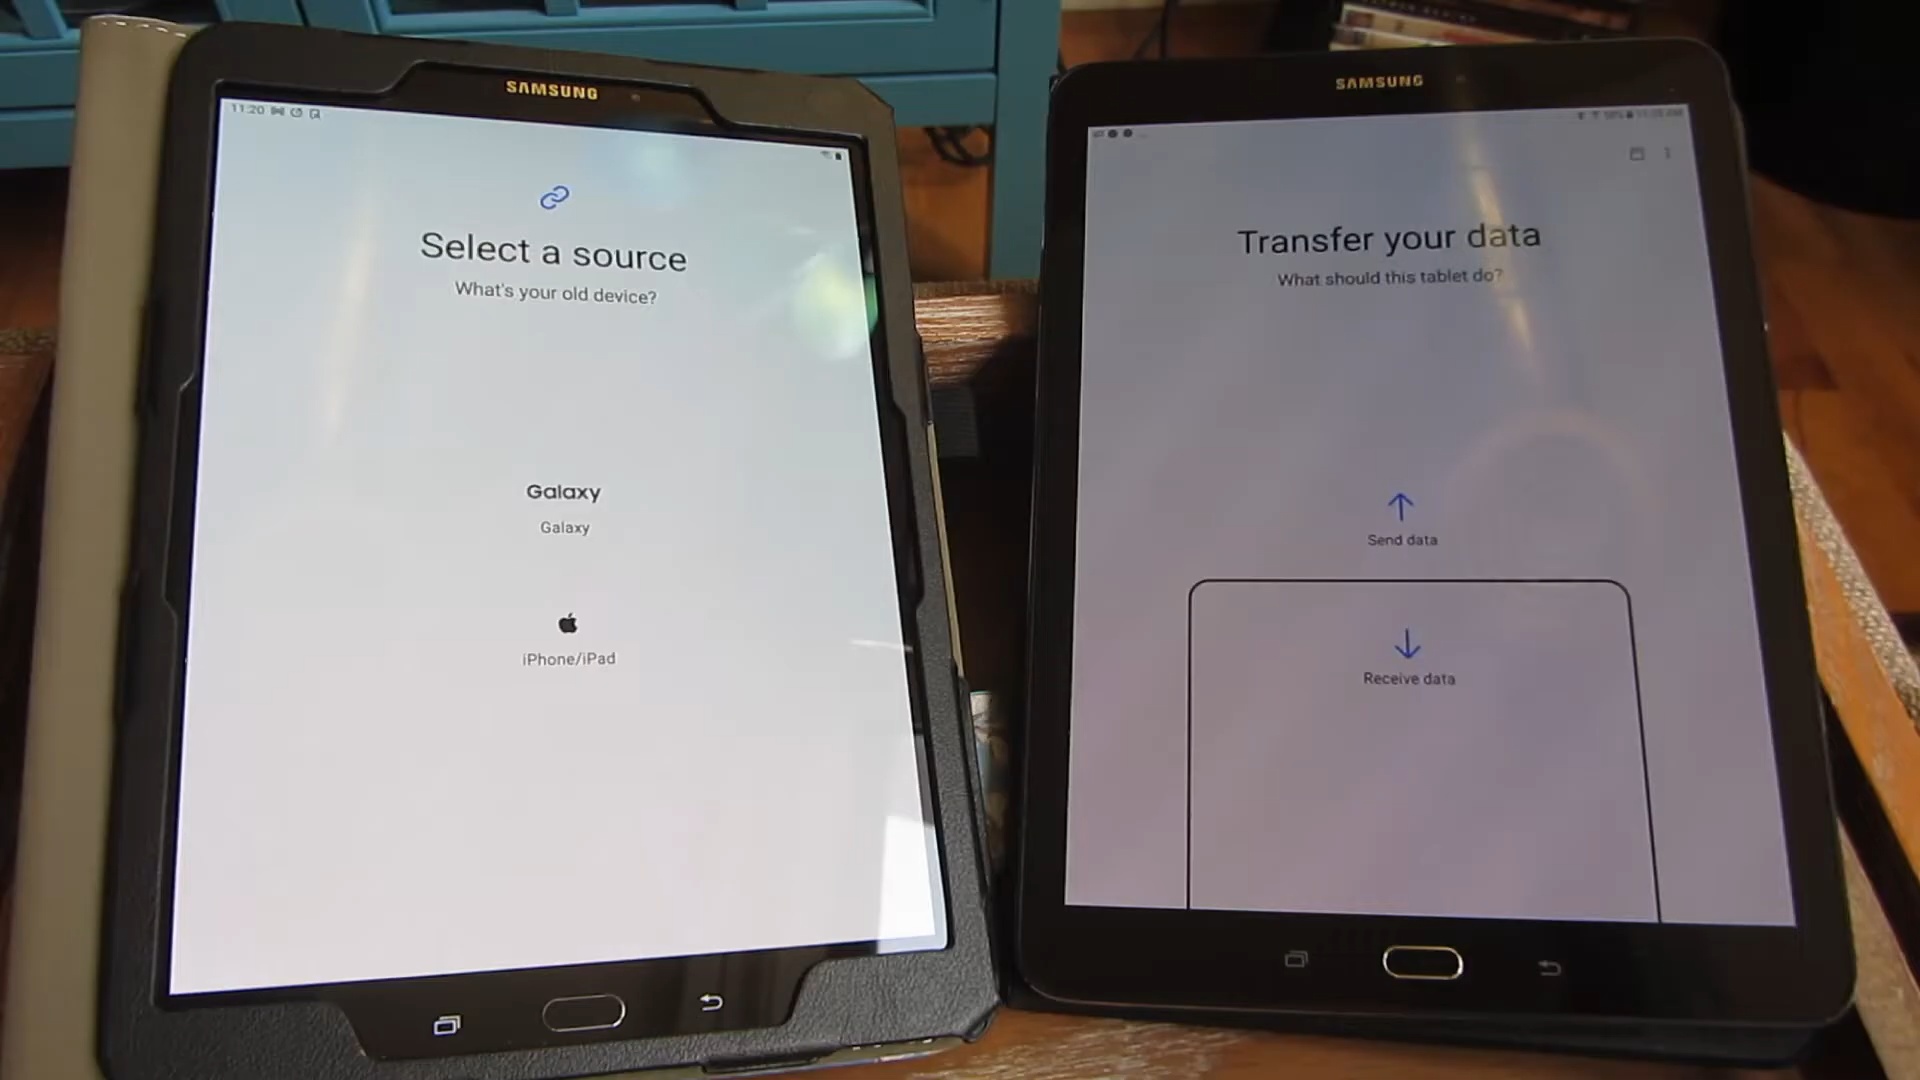 SAMSUNG
11:20
Select a source
What's your old device?
Galaxy
Galaxy
iPhone/iPad
SAMSUNG
Transfer your data
What should this tablet do?
Send data
Receive data